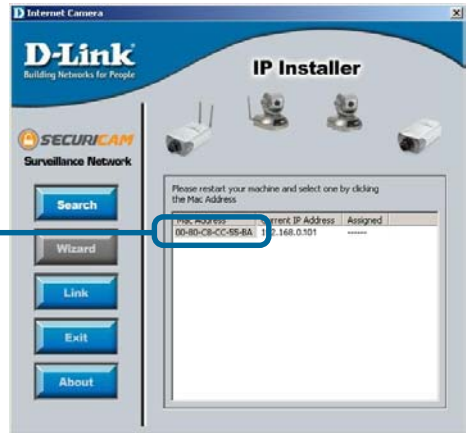 Internet Camera
D-Link
Building Networks for People
IP Installer
SECURICAM
Surveillance Network
Please restart your machine and select one by clicking
the Mac Address
Mac Address Current IP Address Assigned
00-80-C8-CC-55-BA 192.168.0.101 ------
Search
Wizard
Link
Exit
About